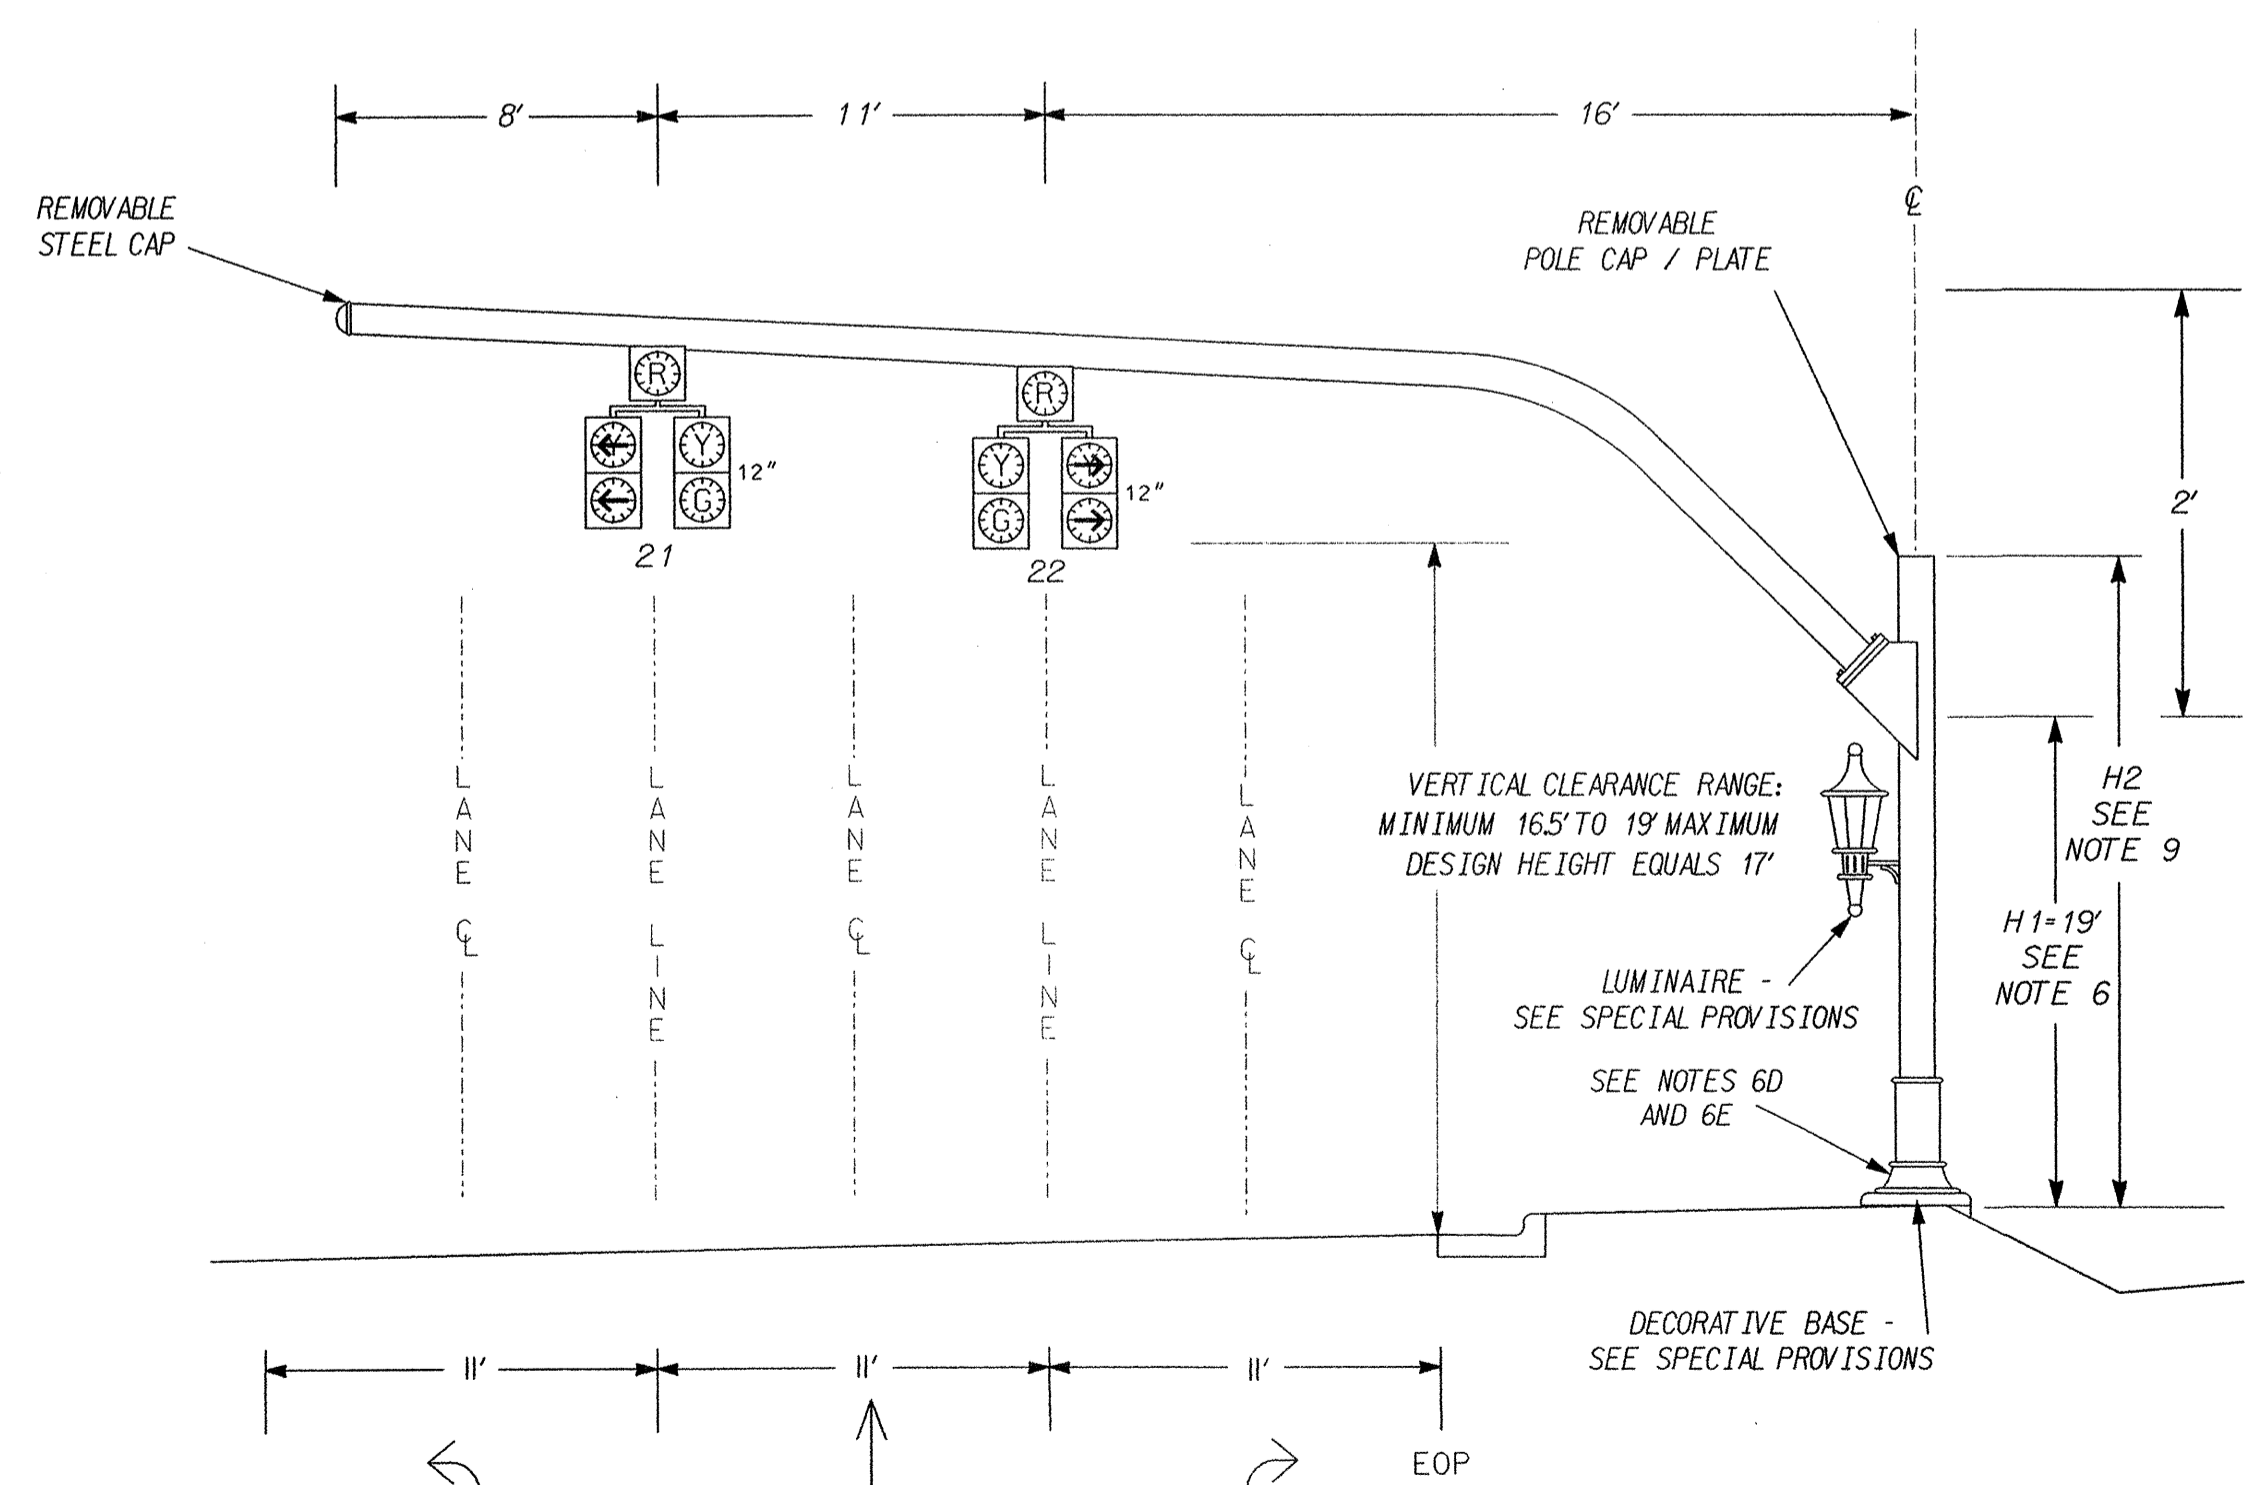 8' 11' 16'
℄
REMOVABLE
STEEL CAP
REMOVABLE
POLE CAP / PLATE
R
Y
Y
G
12"
21
R
Y
Y
G
12"
22
2'
LANE ℄
LANE LINE
LANE ℄
LANE LINE
LANE ℄
VERTICAL CLEARANCE RANGE:
MINIMUM 16.5' TO 19' MAXIMUM
DESIGN HEIGHT EQUALS 17'
H2
SEE
NOTE 9
H1=19'
SEE
NOTE 6
LUMINAIRE -
SEE SPECIAL PROVISIONS
SEE NOTES 6D
AND 6E
DECORATIVE BASE -
SEE SPECIAL PROVISIONS
11' 11' 11'
EOP